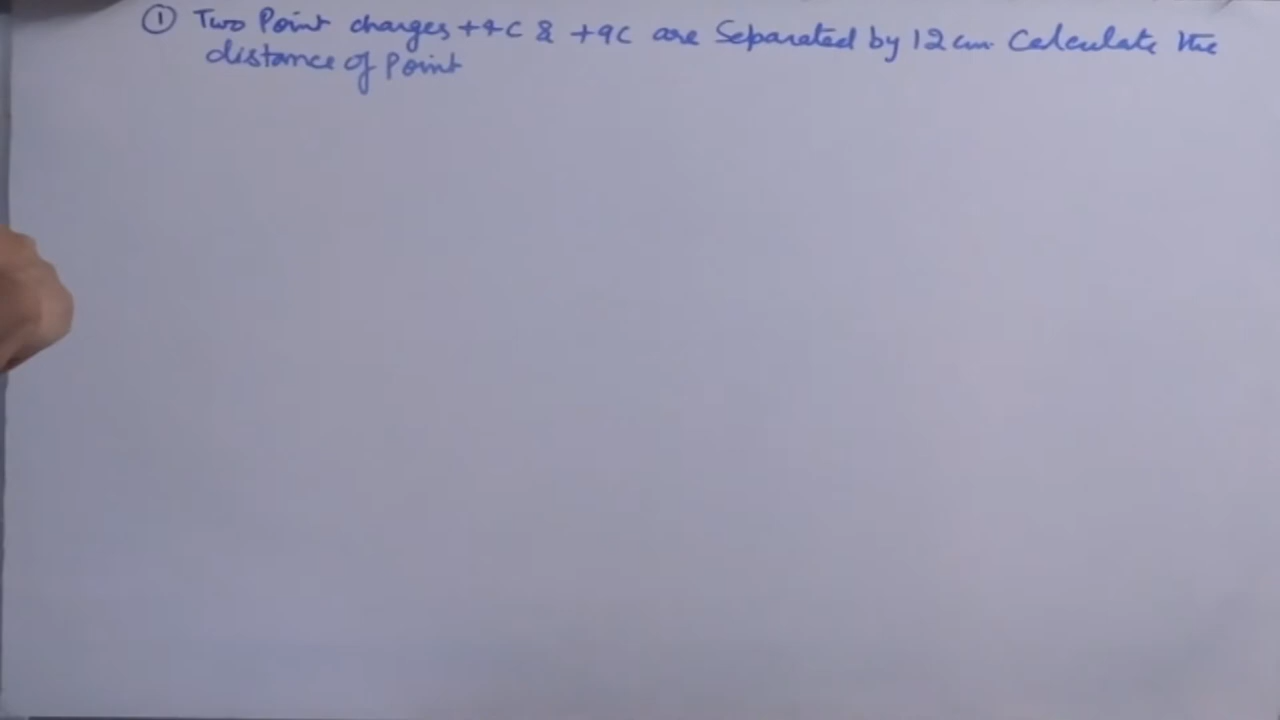 ① Two Point charges +4C & +9C are Separated by 12 cm. Calculate the
distance of Point